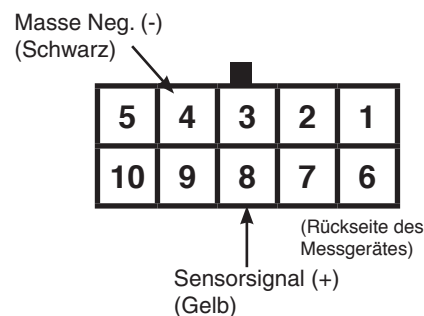 Masse Neg. (-)
(Schwarz)
5 4 3 2 1
10 9 8 7 6
(Rückseite des
Messgerätes)
Sensorsignal (+)
(Gelb)